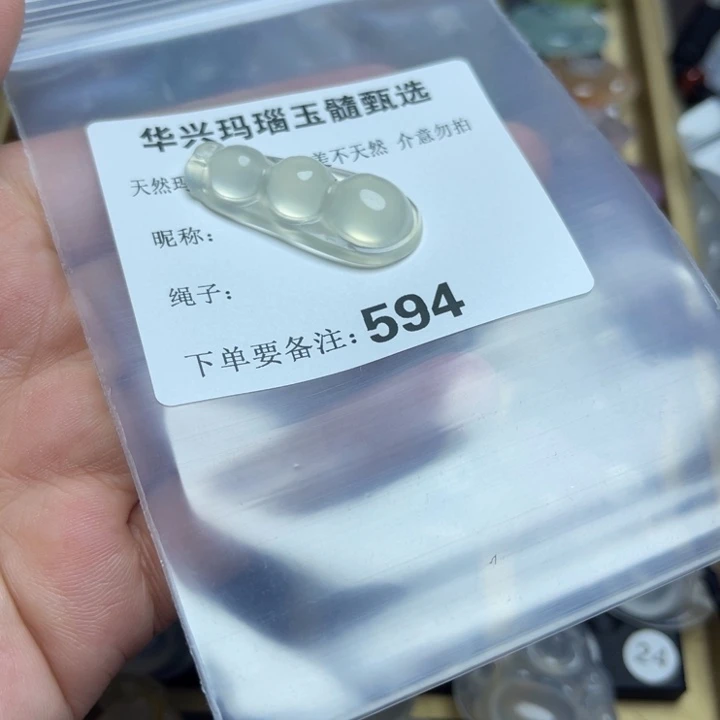 华兴玛瑙玉髓甄选
天然玛 美不天然 介意勿拍
昵称：
绳子：
下单要备注：594
24